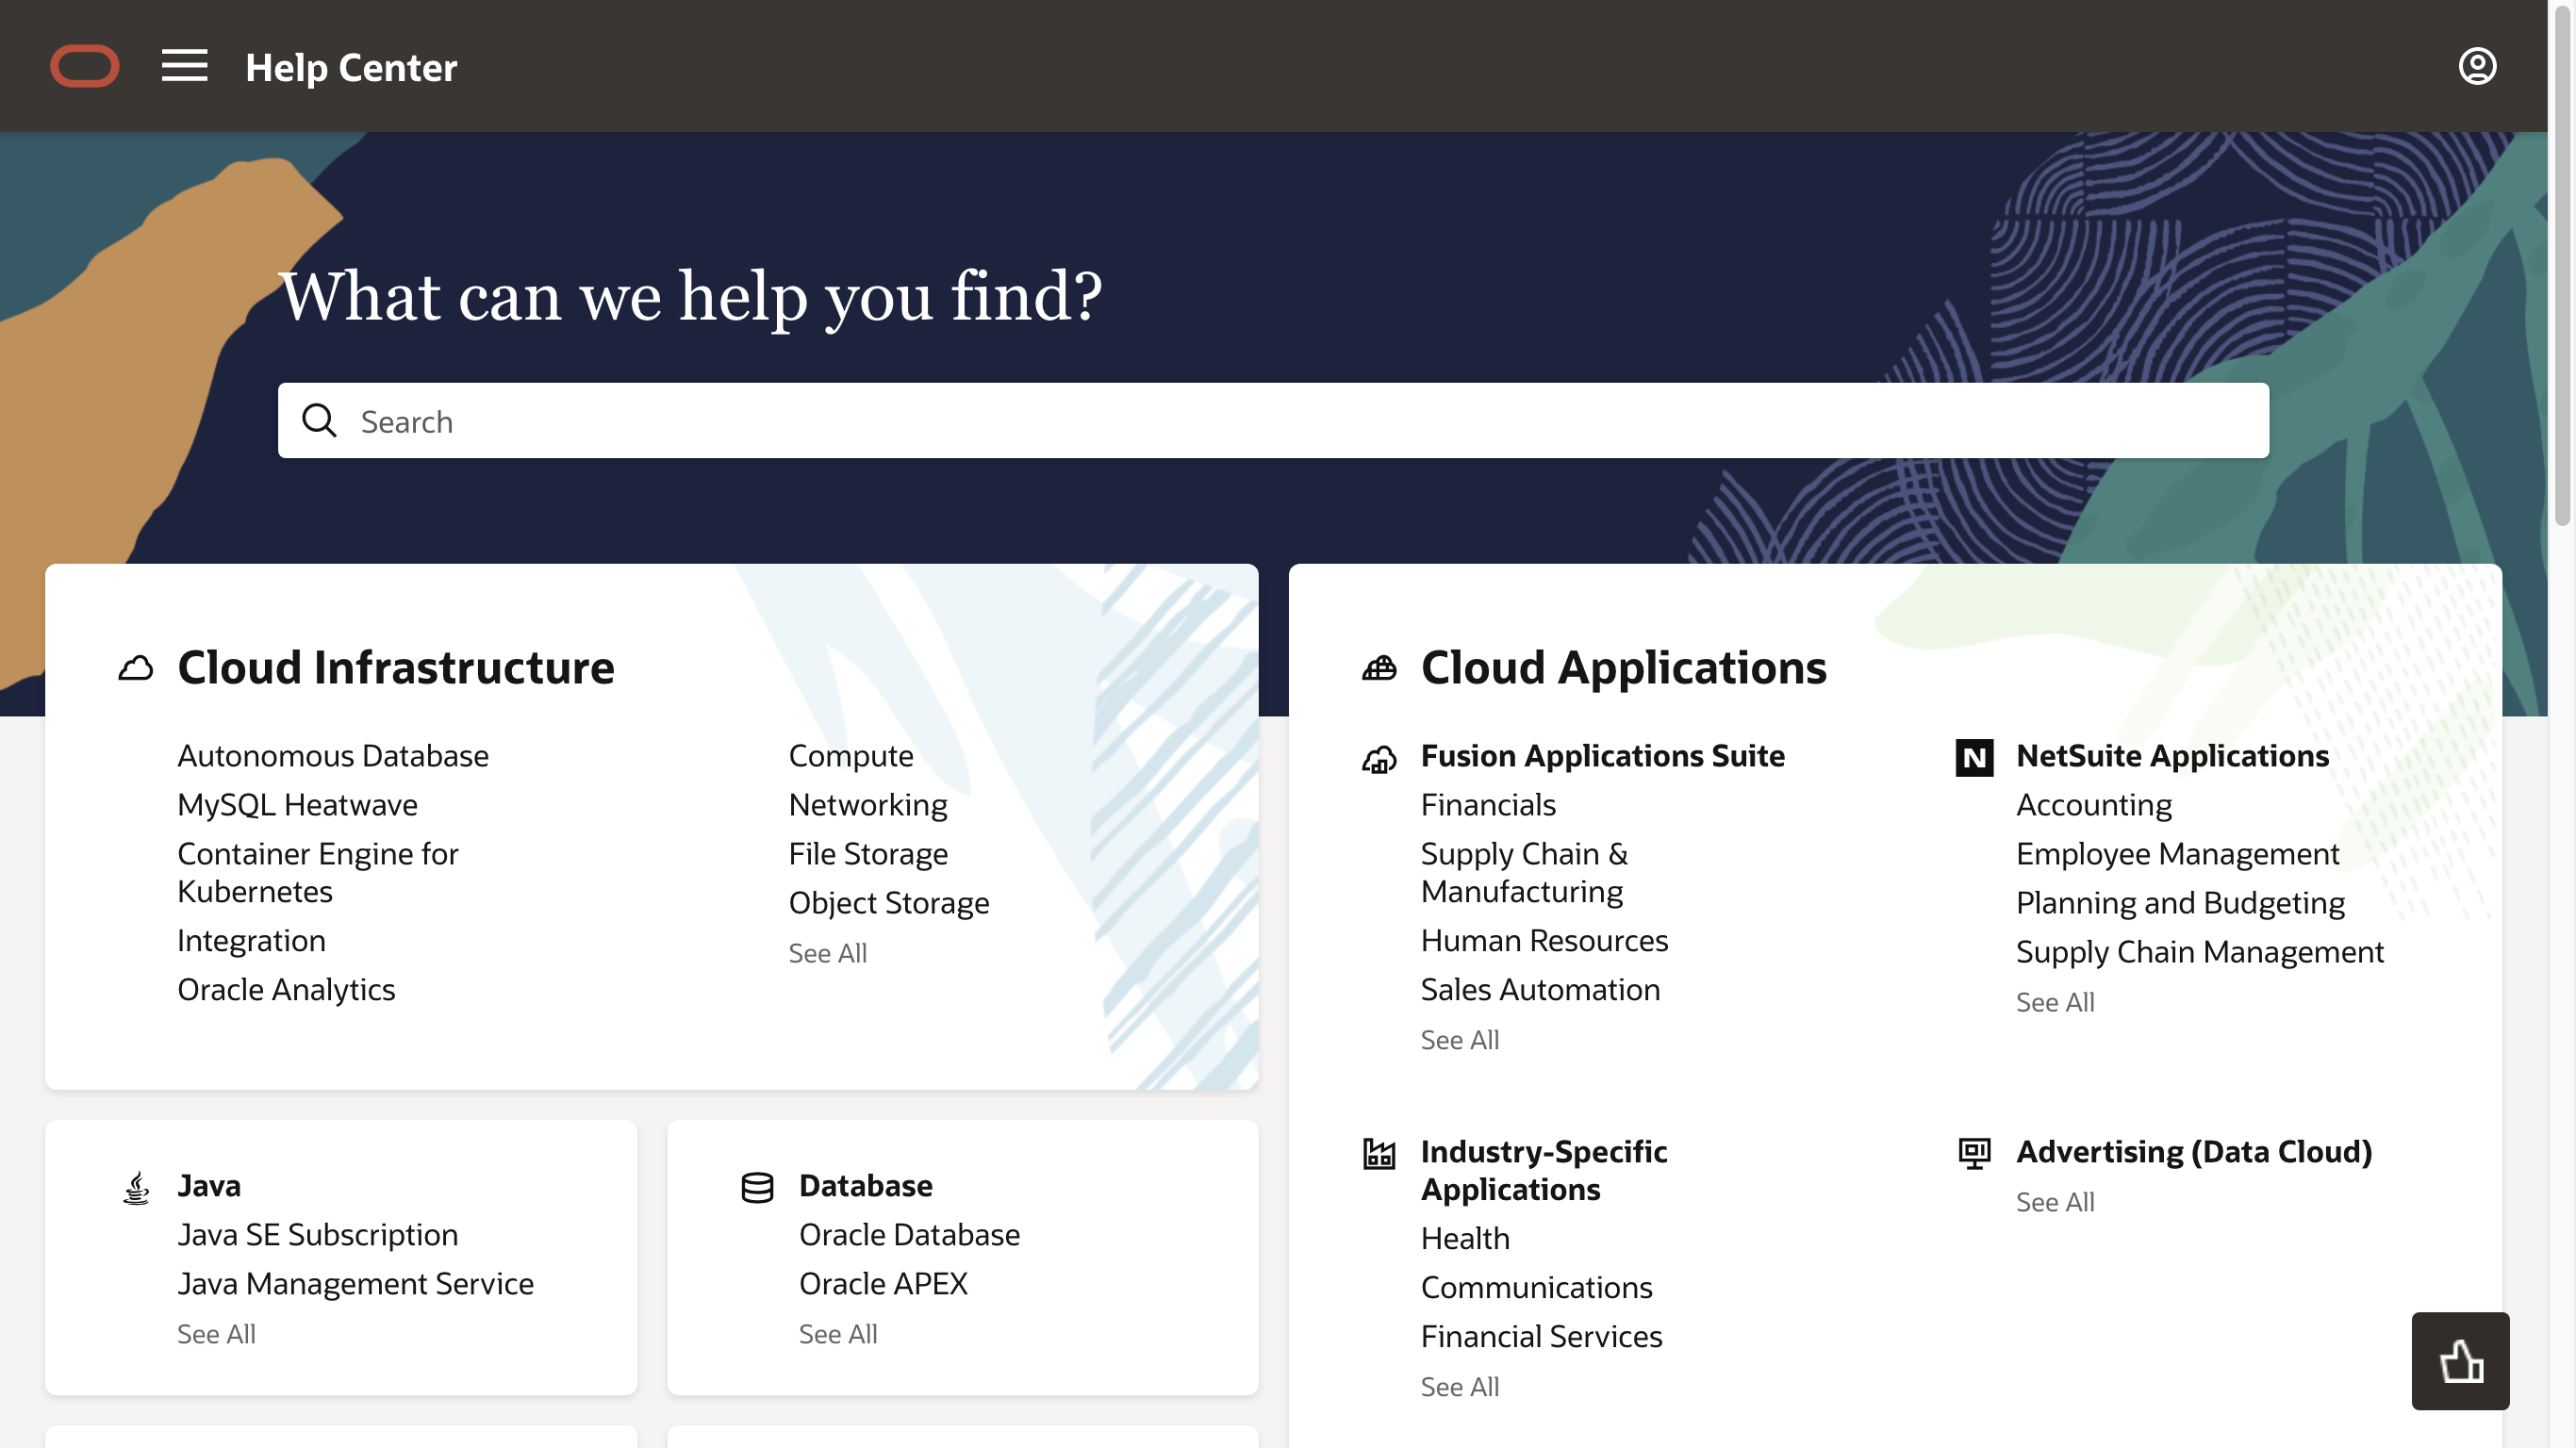 Help Center
What can we help you find?
Search
Cloud Infrastructure
Autonomous Database
MySQL Heatwave
Container Engine for
Kubernetes
Integration
Oracle Analytics
Compute
Networking
File Storage
Object Storage
See All
Cloud Applications
Fusion Applications Suite
Financials
Supply Chain &
Manufacturing
Human Resources
Sales Automation
See All
N
NetSuite Applications
Accounting
Employee Management
Planning and Budgeting
Supply Chain Management
See All
Industry-Specific
Applications
Health
Communications
Financial Services
See All
Advertising (Data Cloud)
See All
Java
Java SE Subscription
Java Management Service
See All
Database
Oracle Database
Oracle APEX
See All